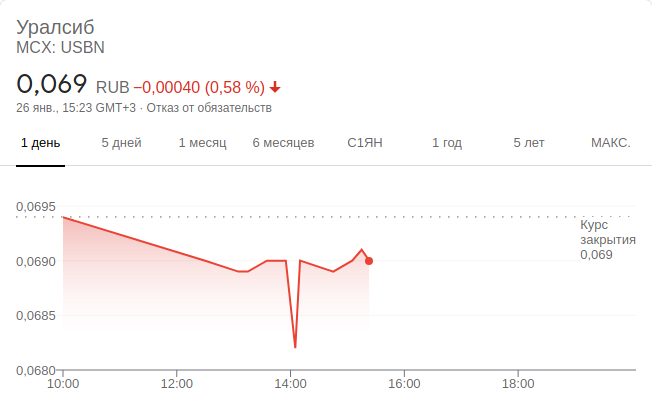 Уралсиб
MCX: USBN
0,069 RUB −0,00040 (0,58 %)
26 янв., 15:23 GMT+3 · Отказ от обязательств
1 день 5 дней 1 месяц 6 месяцев С1ЯН 1 год 5 лет МАКС.
0,0695
Курс
закрытия
0,069
0,0690
0,0685
0,0680
10:00 12:00 14:00 16:00 18:00